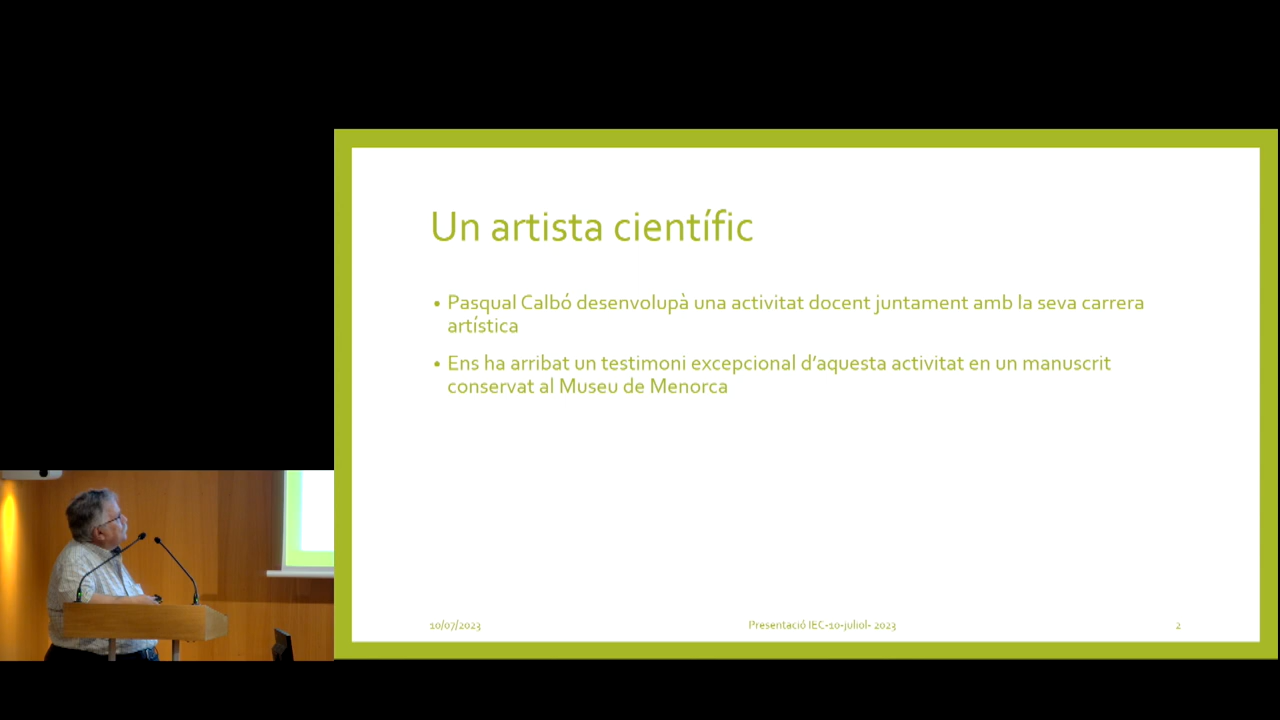 Un artista científic
• Pasqual Calbó desenvolupà una activitat docent juntament amb la seva carrera
artística
• Ens ha arribat un testimoni excepcional d'aquesta activitat en un manuscrit
conservat al Museu de Menorca
10/07/2023
Presentació IEC-10-juliol- 2023
2